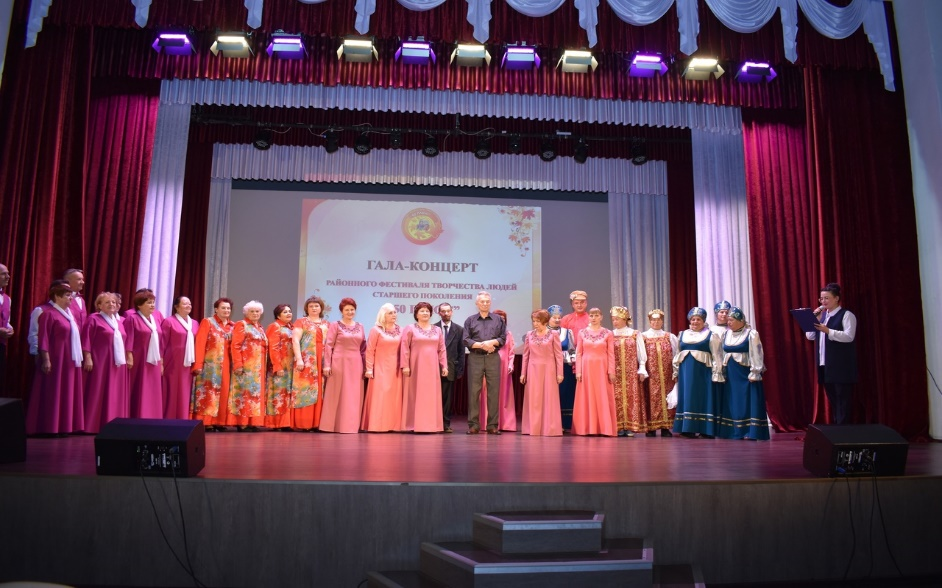 ГАЛА-КОНЦЕРТ
РАЙОННОГО ФЕСТИВАЛЯ ТВОРЧЕСТВА ЛЮДЕЙ
СТАРШЕГО ПОКОЛЕНИЯ